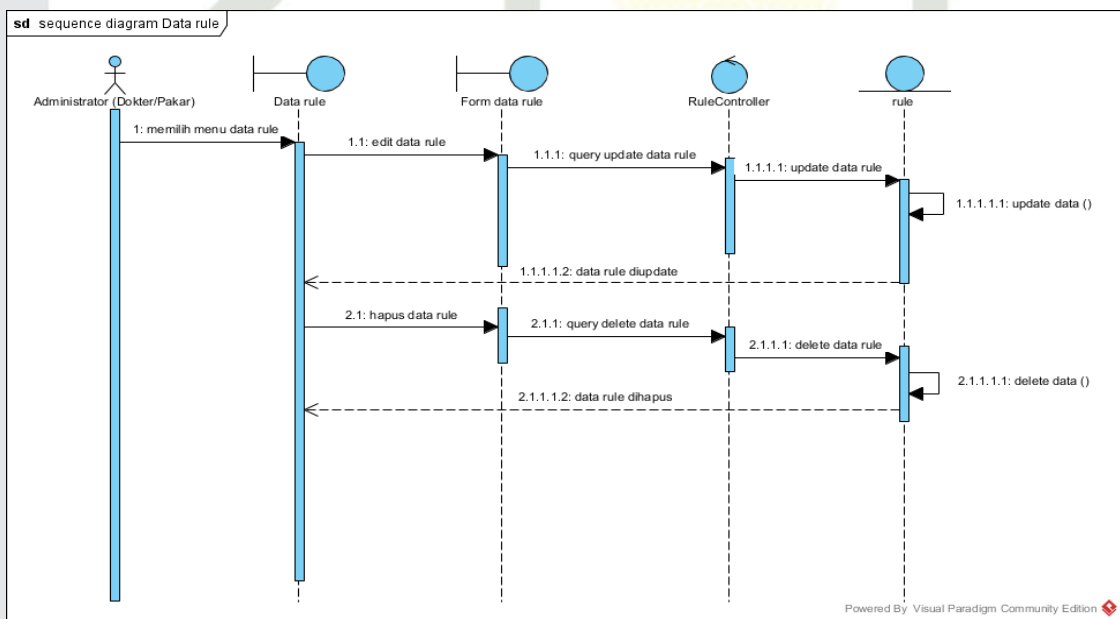 sd sequence diagram Data rule
Administrator (Dokter/Pakar)
Data rule
Form data rule
RuleController
rule
1: memilih menu data rule
1.1: edit data rule
1.1.1: query update data rule
1.1.1.1: update data rule
1.1.1.1.1: update data ()
1.1.1.1.2: data rule diupdate
2.1: hapus data rule
2.1.1: query delete data rule
2.1.1.1: delete data rule
2.1.1.1.1: delete data ()
2.1.1.1.2: data rule dihapus
Powered By Visual Paradigm Community Edition